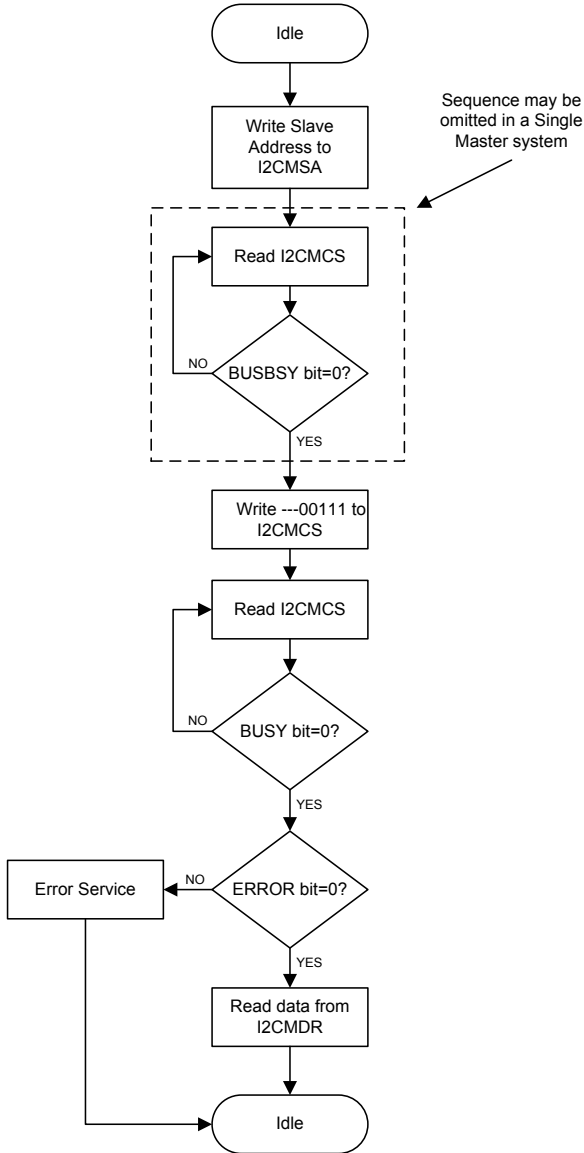 Idle
Sequence may be
omitted in a Single
Master system
Write Slave
Address to
I2CMSA
Read I2CMCS
BUSBSY bit=0?
NO
YES
Write ---00111 to
I2CMCS
Read I2CMCS
BUSY bit=0?
NO
YES
ERROR bit=0?
NO
Error Service
YES
Read data from
I2CMDR
Idle